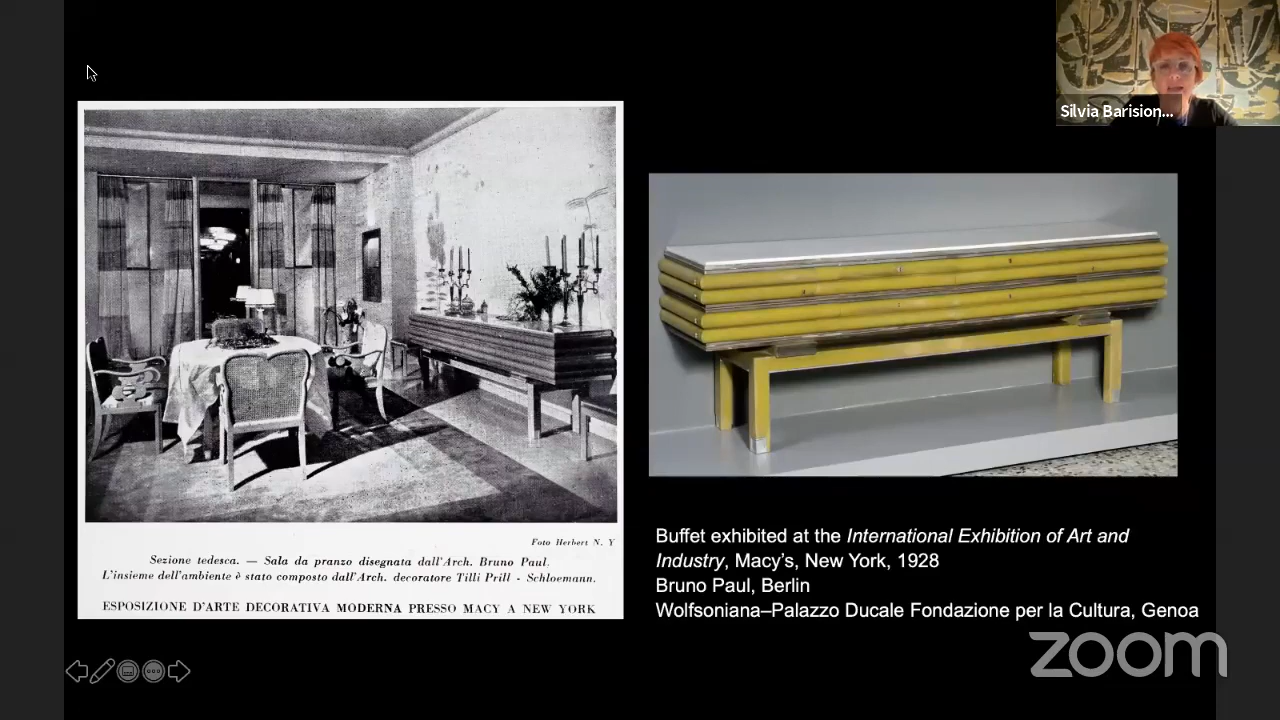 Silvia Barision...
Foto Herbert N. Y
Sezione tedesca. — Sala da pranzo disegnata dall'Arch. Bruno Paul.
L'insieme dell'ambiente è stato composto dall'Arch. decoratore Tilli Prill - Schloemann.
ESPOSIZIONE D'ARTE DECORATIVA MODERNA PRESSO MACY A NEW YORK
Buffet exhibited at the International Exhibition of Art and
Industry, Macy's, New York, 1928
Bruno Paul, Berlin
Wolfsoniana–Palazzo Ducale Fondazione per la Cultura, Genoa
zoom